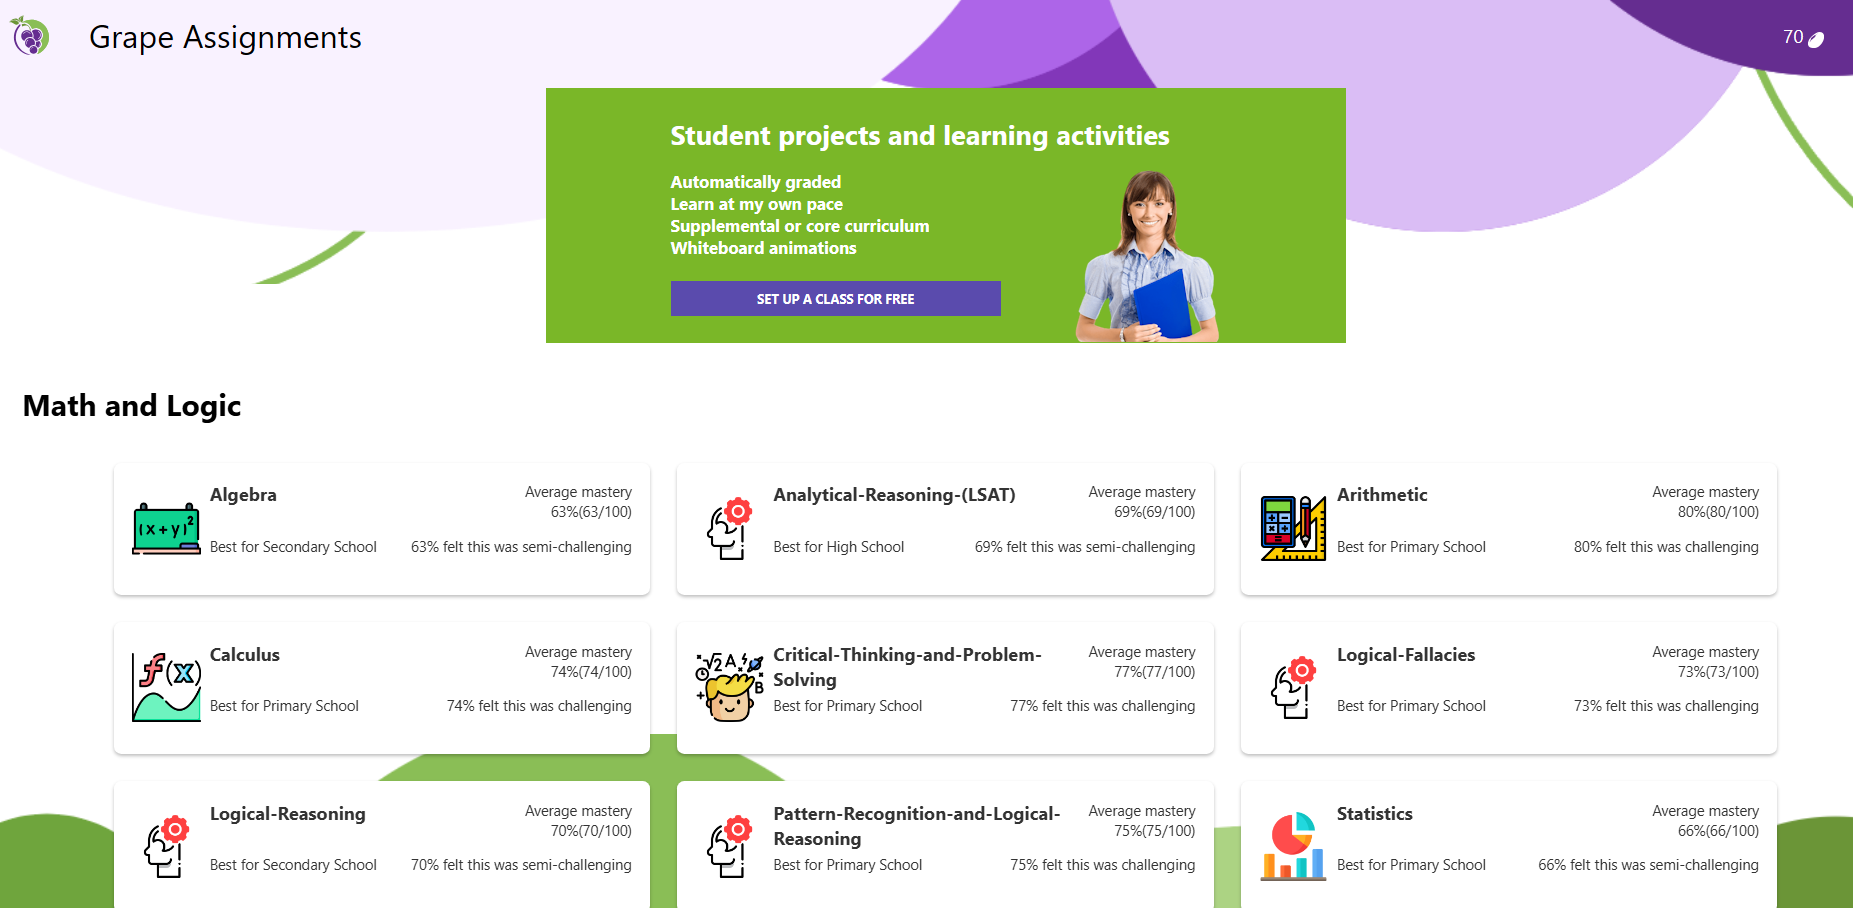 Grape Assignments
70
Student projects and learning activities
Automatically graded
Learn at my own pace
Supplemental or core curriculum
Whiteboard animations
SET UP A CLASS FOR FREE
Math and Logic
(x+y)²
Algebra
Average mastery
63%(63/100)
Best for Secondary School
63% felt this was semi-challenging
Analytical-Reasoning-(LSAT)
Average mastery
69%(69/100)
Best for High School
69% felt this was semi-challenging
Arithmetic
Average mastery
80%(80/100)
Best for Primary School
80% felt this was challenging
f(x)
Calculus
Average mastery
74%(74/100)
Best for Primary School
74% felt this was challenging
√2 A
B
Critical-Thinking-and-Problem-
Solving
Average mastery
77%(77/100)
Best for Primary School
77% felt this was challenging
Logical-Fallacies
Average mastery
73%(73/100)
Best for Primary School
73% felt this was challenging
Logical-Reasoning
Average mastery
70%(70/100)
Best for Secondary School
70% felt this was semi-challenging
Pattern-Recognition-and-Logical-
Reasoning
Average mastery
75%(75/100)
Best for Primary School
75% felt this was challenging
Statistics
Average mastery
66%(66/100)
Best for Primary School
66% felt this was semi-challenging